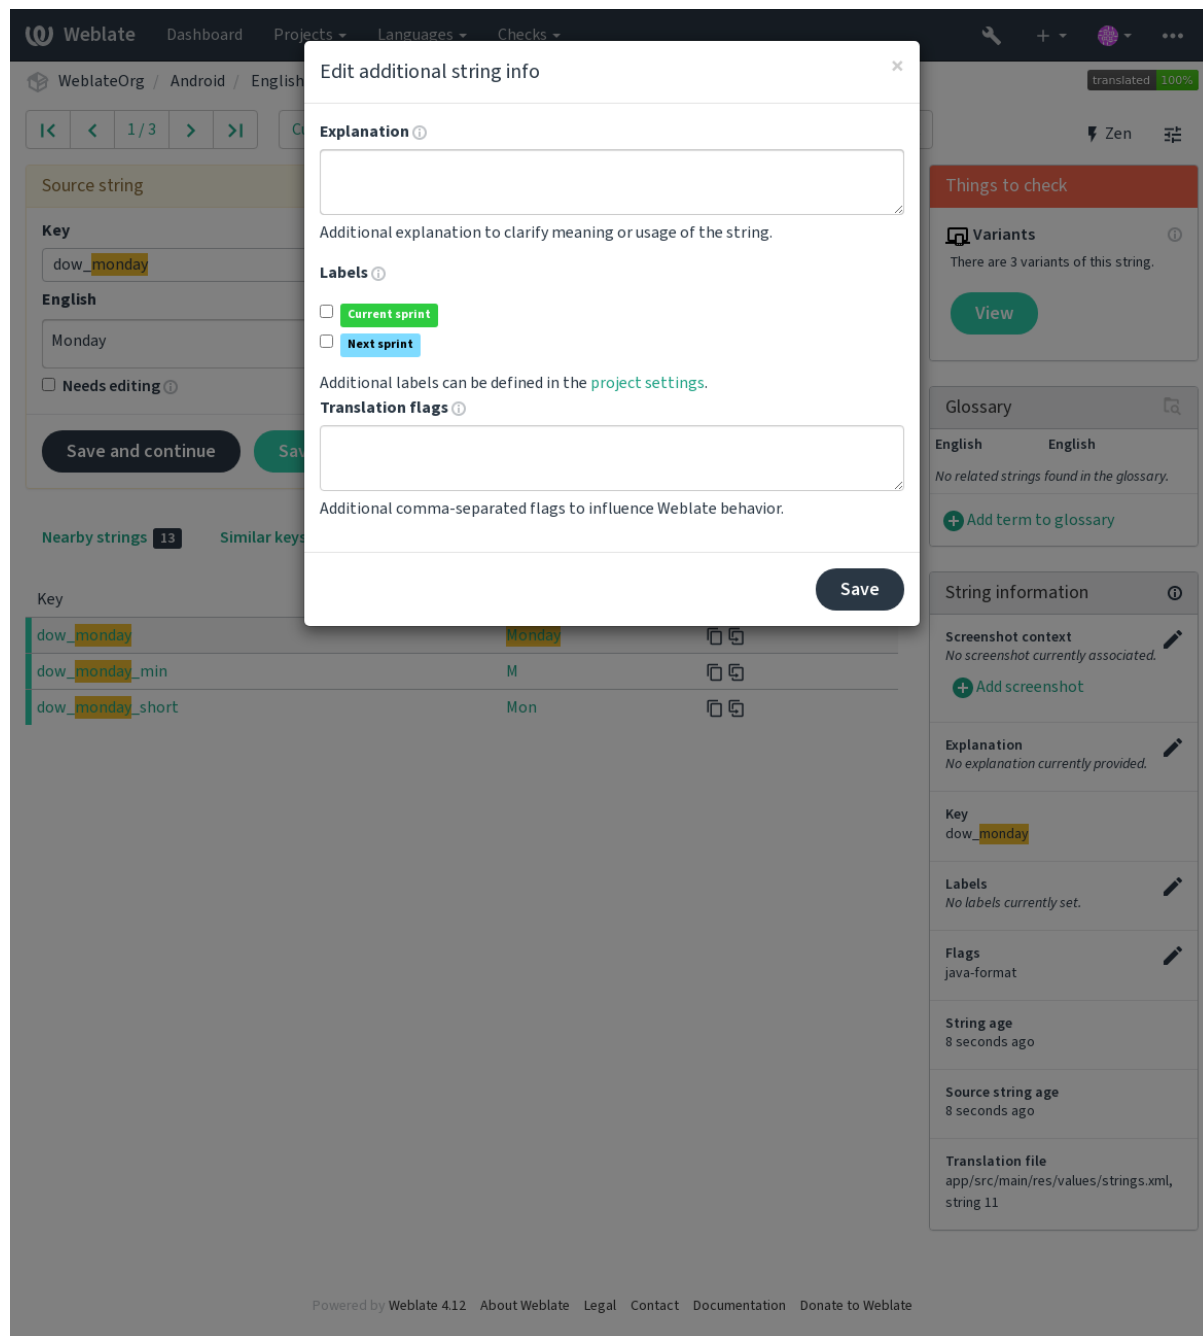 Weblate Dashboard Projects Languages Checks
WeblateOrg / Android / English
translated 100%
1 / 3
Zen
Edit additional string info
×
Explanation
Additional explanation to clarify meaning or usage of the string.
Labels
Current sprint
Next sprint
Additional labels can be defined in the project settings.
Translation flags
Additional comma-separated flags to influence Weblate behavior.
Save
Source string
Key
dow_monday
English
Monday
Needs editing
Save and continue
Nearby strings 13 Similar keys
Key
dow_monday Monday
dow_monday_min M
dow_monday_short Mon
Things to check
Variants
There are 3 variants of this string.
View
Glossary
English English
No related strings found in the glossary.
Add term to glossary
String information
Screenshot context
No screenshot currently associated.
Add screenshot
Explanation
No explanation currently provided.
Key
dow_monday
Labels
No labels currently set.
Flags
java-format
String age
8 seconds ago
Source string age
8 seconds ago
Translation file
app/src/main/res/values/strings.xml,
string 11
Powered by Weblate 4.12 About Weblate Legal Contact Documentation Donate to Weblate